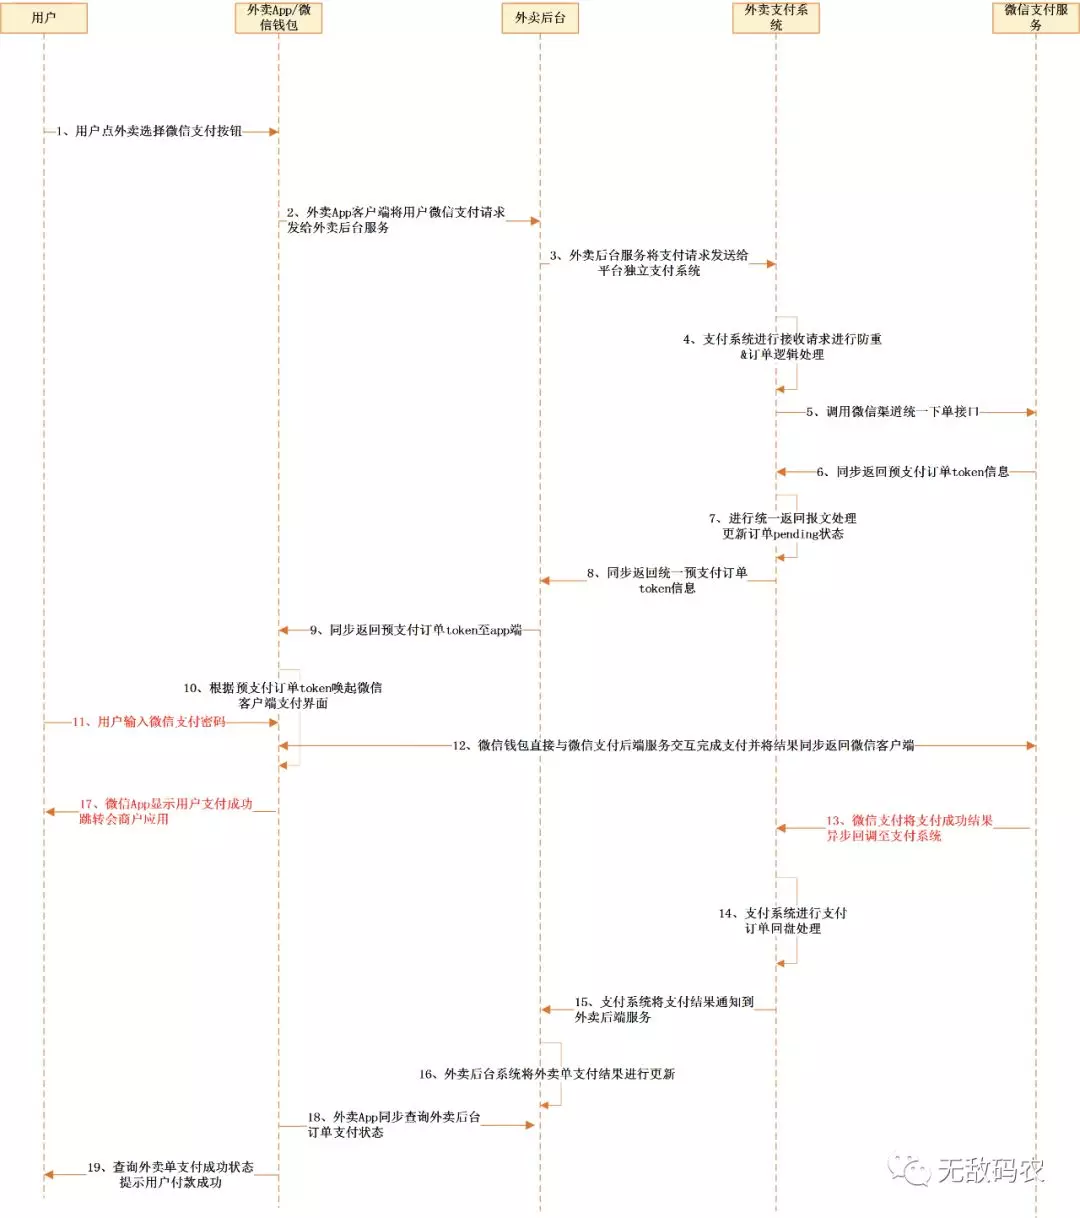 用户
外卖App/微
信钱包
外卖后台
外卖支付系
统
微信支付服
务
1、用户点外卖选择微信支付按钮
2、外卖App客户端将用户微信支付请求
发给外卖后台服务
3、外卖后台服务将支付请求发送给
平台独立支付系统
4、支付系统进行接收请求进行防重
&订单逻辑处理
5、调用微信渠道统一下单接口
6、同步返回预支付订单token信息
7、进行统一返回报文处理
更新订单pending状态
8、同步返回统一预支付订单
token信息
9、同步返回预支付订单token至app端
10、根据预支付订单token唤起微信
客户端支付界面
11、用户输入微信支付密码
12、微信钱包直接与微信支付后端服务交互完成支付并将结果同步返回微信客户端
17、微信App显示用户支付成功
跳转会商户应用
13、微信支付将支付成功结果
异步回调至支付系统
14、支付系统进行支付
订单回盘处理
15、支付系统将支付结果通知到
外卖后端服务
16、外卖后台系统将外卖单支付结果进行更新
18、外卖App同步查询外卖后台
订单支付状态
19、查询外卖单支付成功状态
提示用户付款成功
无敌码农